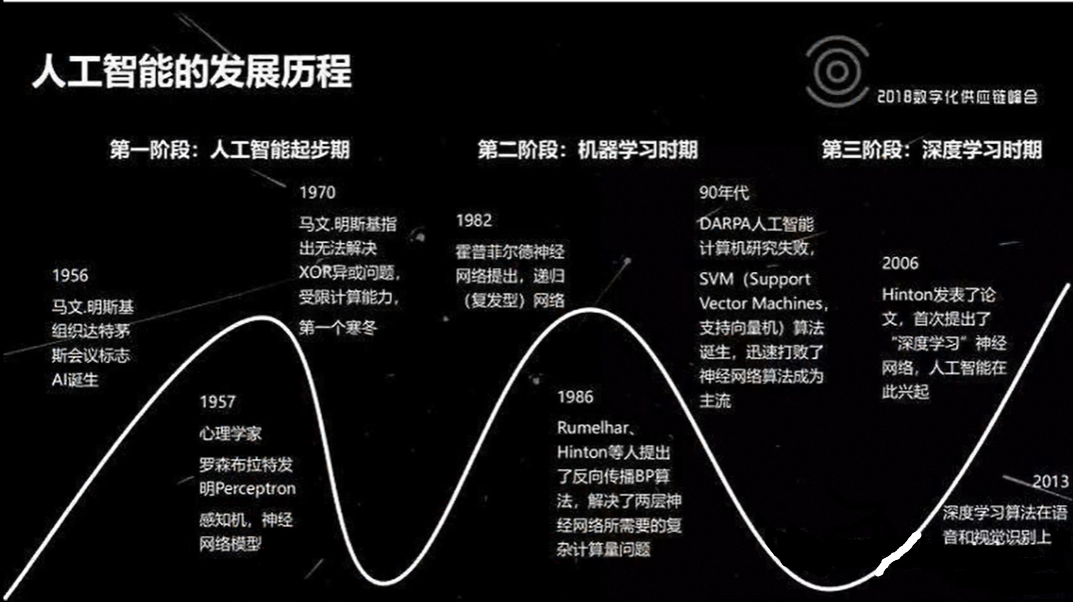 人工智能的发展历程
2018数字化供应链峰会
第一阶段：人工智能起步期
第二阶段：机器学习时期
第三阶段：深度学习时期
1956
马文.明斯基
组织达特茅
斯会议标志
AI诞生
1957
心理学家
罗森布拉特发
明Perceptron
感知机，神经
网络模型
1970
马文.明斯基指
出无法解决
XOR异或问题，
受限计算能力，
第一个寒冬
1982
霍普菲尔德神经
网络提出，递归
（复发型）网络
1986
Rumelhar、
Hinton等人提出
了反向传播BP算
法，解决了两层神
经网络所需要的复
杂计算量问题
90年代
DARPA人工智能
计算机研究失败，
SVM（Support
Vector Machines，
支持向量机）算法
诞生，迅速打败了
神经网络算法成为
主流
2006
Hinton发表了论
文，首次提出了
“深度学习”神经
网络，人工智能在
此兴起
2013
深度学习算法在语
音和视觉识别上